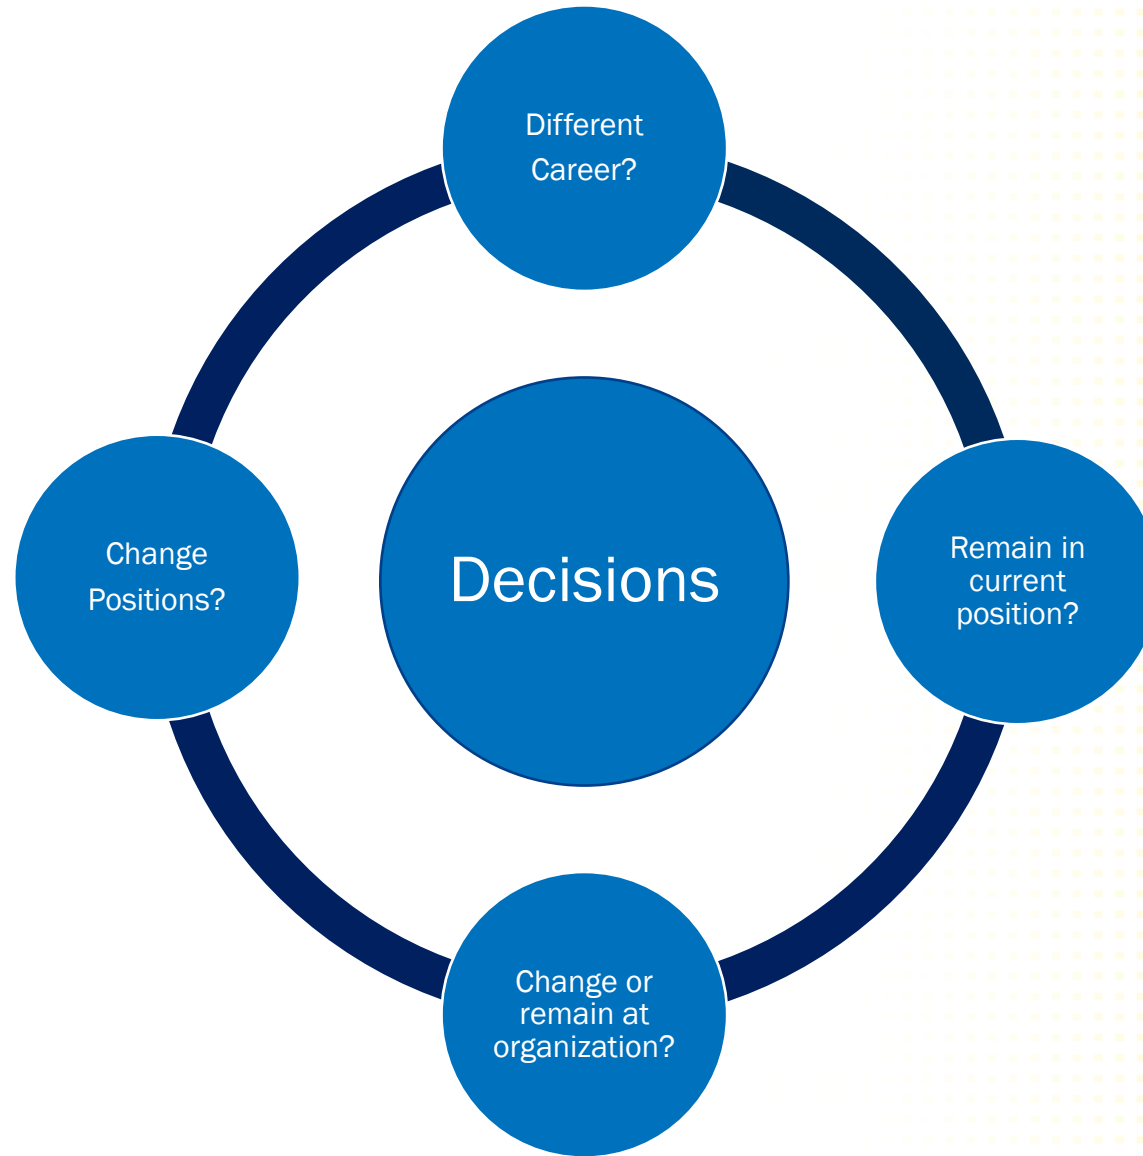 Different
Career?
Change
Positions?
Decisions
Remain in
current
position?
Change or
remain at
organization?